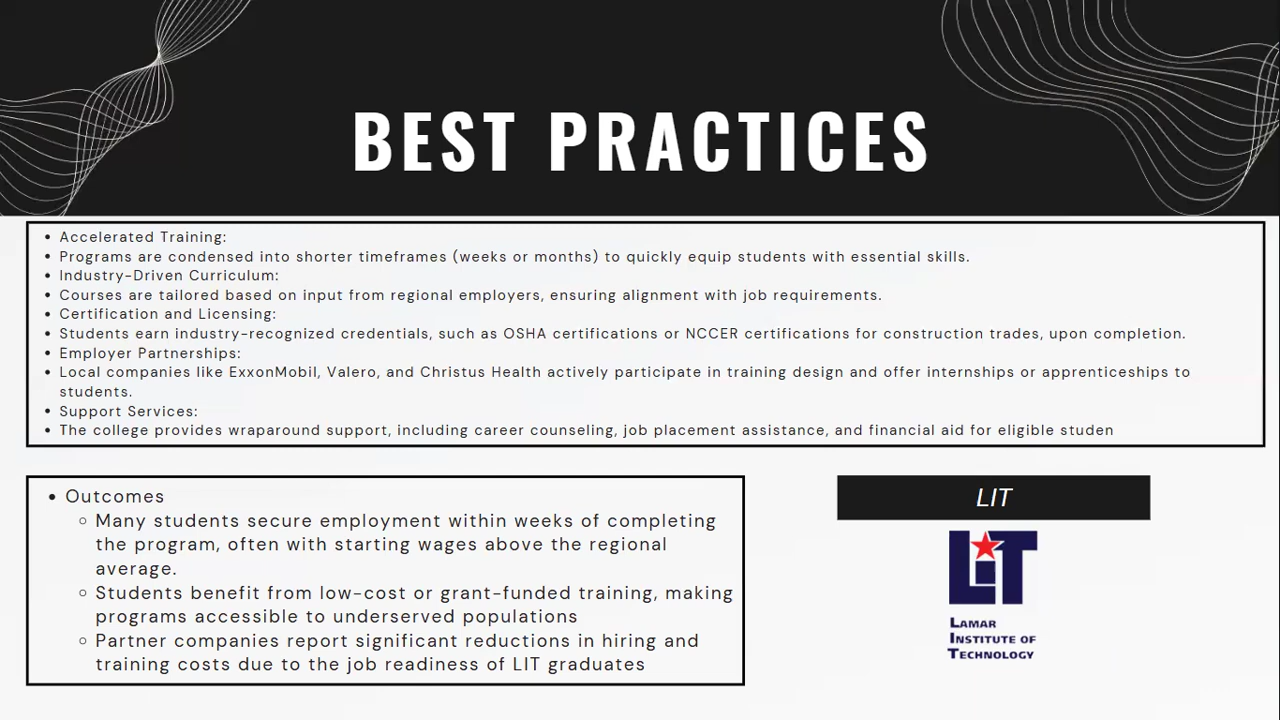 BEST PRACTICES
• Accelerated Training:
• Programs are condensed into shorter timeframes (weeks or months) to quickly equip students with essential skills.
• Industry-Driven Curriculum:
• Courses are tailored based on input from regional employers, ensuring alignment with job requirements.
• Certification and Licensing:
• Students earn industry-recognized credentials, such as OSHA certifications or NCCER certifications for construction trades, upon completion.
• Employer Partnerships:
• Local companies like ExxonMobil, Valero, and Christus Health actively participate in training design and offer internships or apprenticeships to
students.
• Support Services:
• The college provides wraparound support, including career counseling, job placement assistance, and financial aid for eligible studen
• Outcomes
◦ Many students secure employment within weeks of completing
the program, often with starting wages above the regional
average.
◦ Students benefit from low-cost or grant-funded training, making
programs accessible to underserved populations
◦ Partner companies report significant reductions in hiring and
training costs due to the job readiness of LIT graduates
LIT
LiT
LAMAR
INSTITUTE OF
TECHNOLOGY